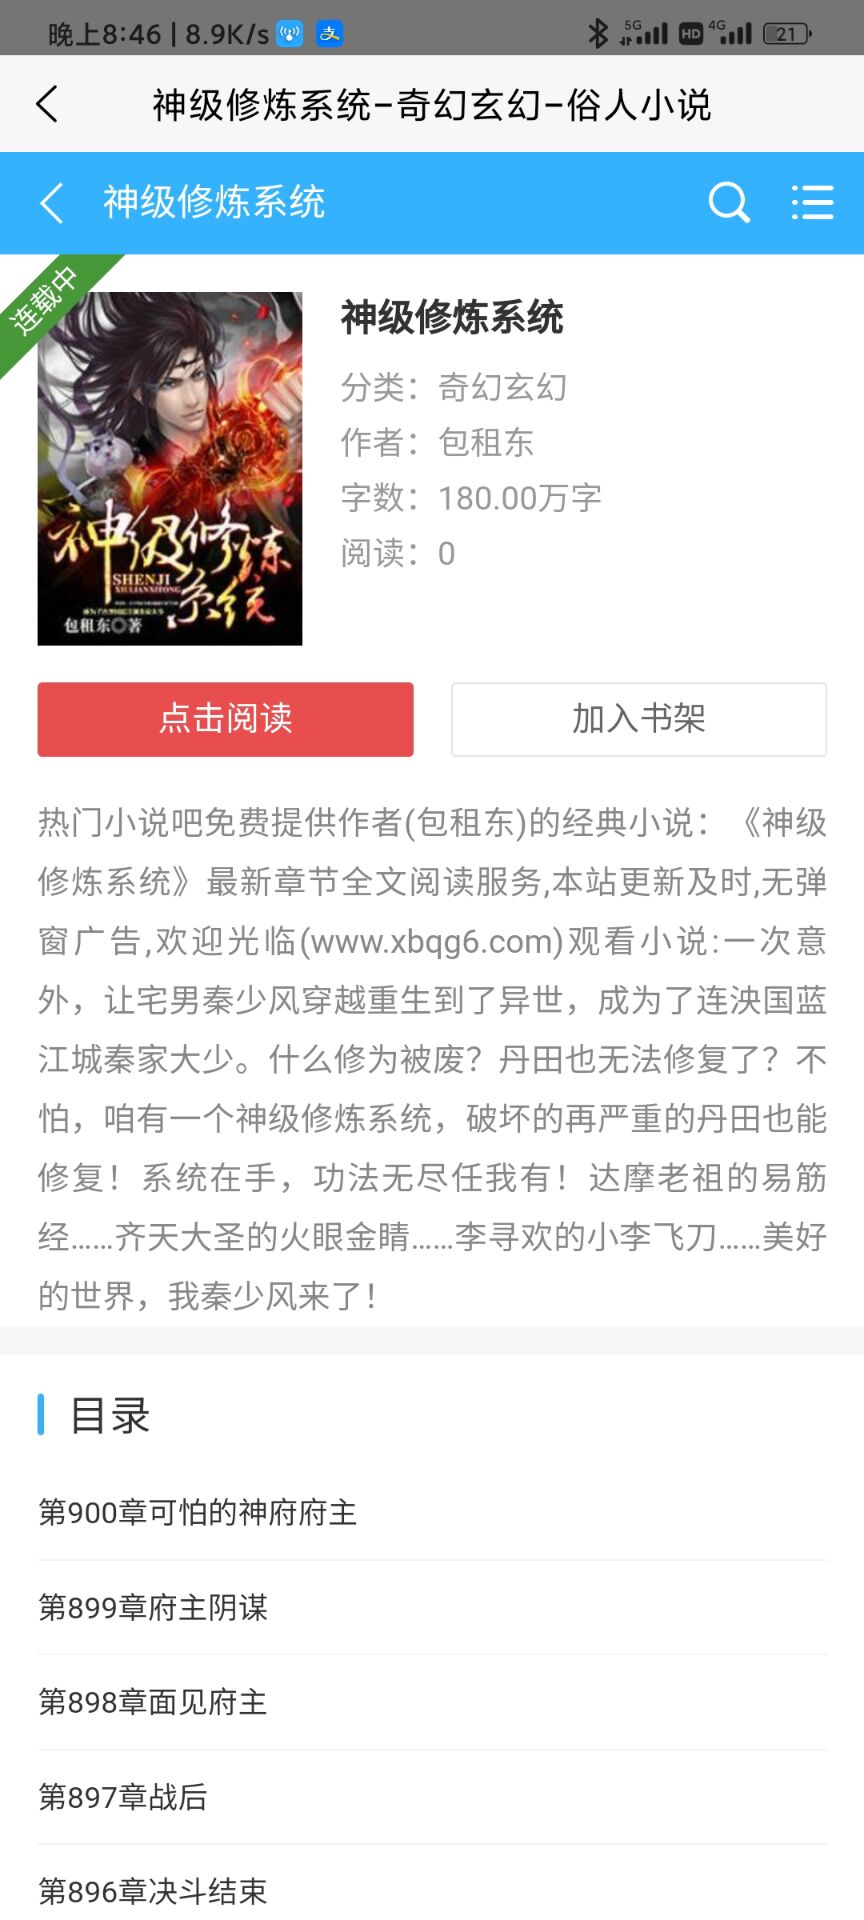 晚上8:46 | 8.9K/s
5G
HD
4G
21
神级修炼系统-奇幻玄幻-俗人小说
神级修炼系统
连载中
神级修炼系统
SHENJI
XIULIANXITONG
包租东◎著
神级修炼系统
分类：奇幻玄幻
作者：包租东
字数：180.00万字
阅读：0
点击阅读
加入书架
热门小说吧免费提供作者(包租东)的经典小说：《神级
修炼系统》最新章节全文阅读服务,本站更新及时,无弹
窗广告,欢迎光临(www.xbqg6.com)观看小说:一次意
外，让宅男秦少风穿越重生到了异世，成为了连泱国蓝
江城秦家大少。什么修为被废？丹田也无法修复了？不
怕，咱有一个神级修炼系统，破坏的再严重的丹田也能
修复！系统在手，功法无尽任我有！达摩老祖的易筋
经……齐天大圣的火眼金睛……李寻欢的小李飞刀……美好
的世界，我秦少风来了！
目录
第900章可怕的神府府主
第899章府主阴谋
第898章面见府主
第897章战后
第896章决斗结束